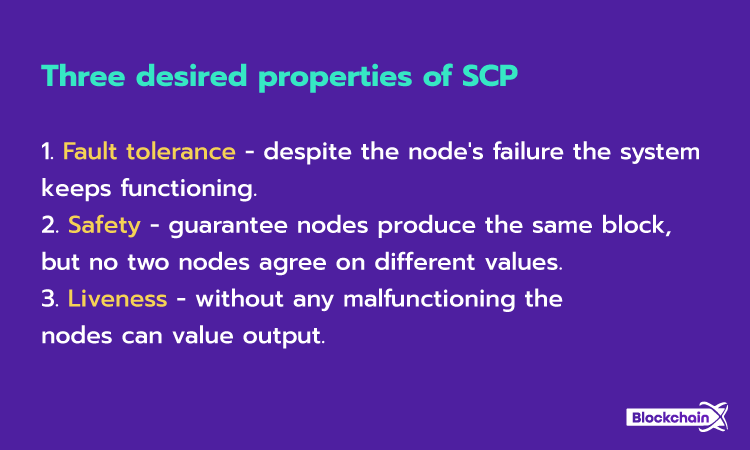 Three desired properties of SCP
1. Fault tolerance - despite the node's failure the system
keeps functioning.
2. Safety - guarantee nodes produce the same block,
but no two nodes agree on different values.
3. Liveness - without any malfunctioning the
nodes can value output.
BlockchainX